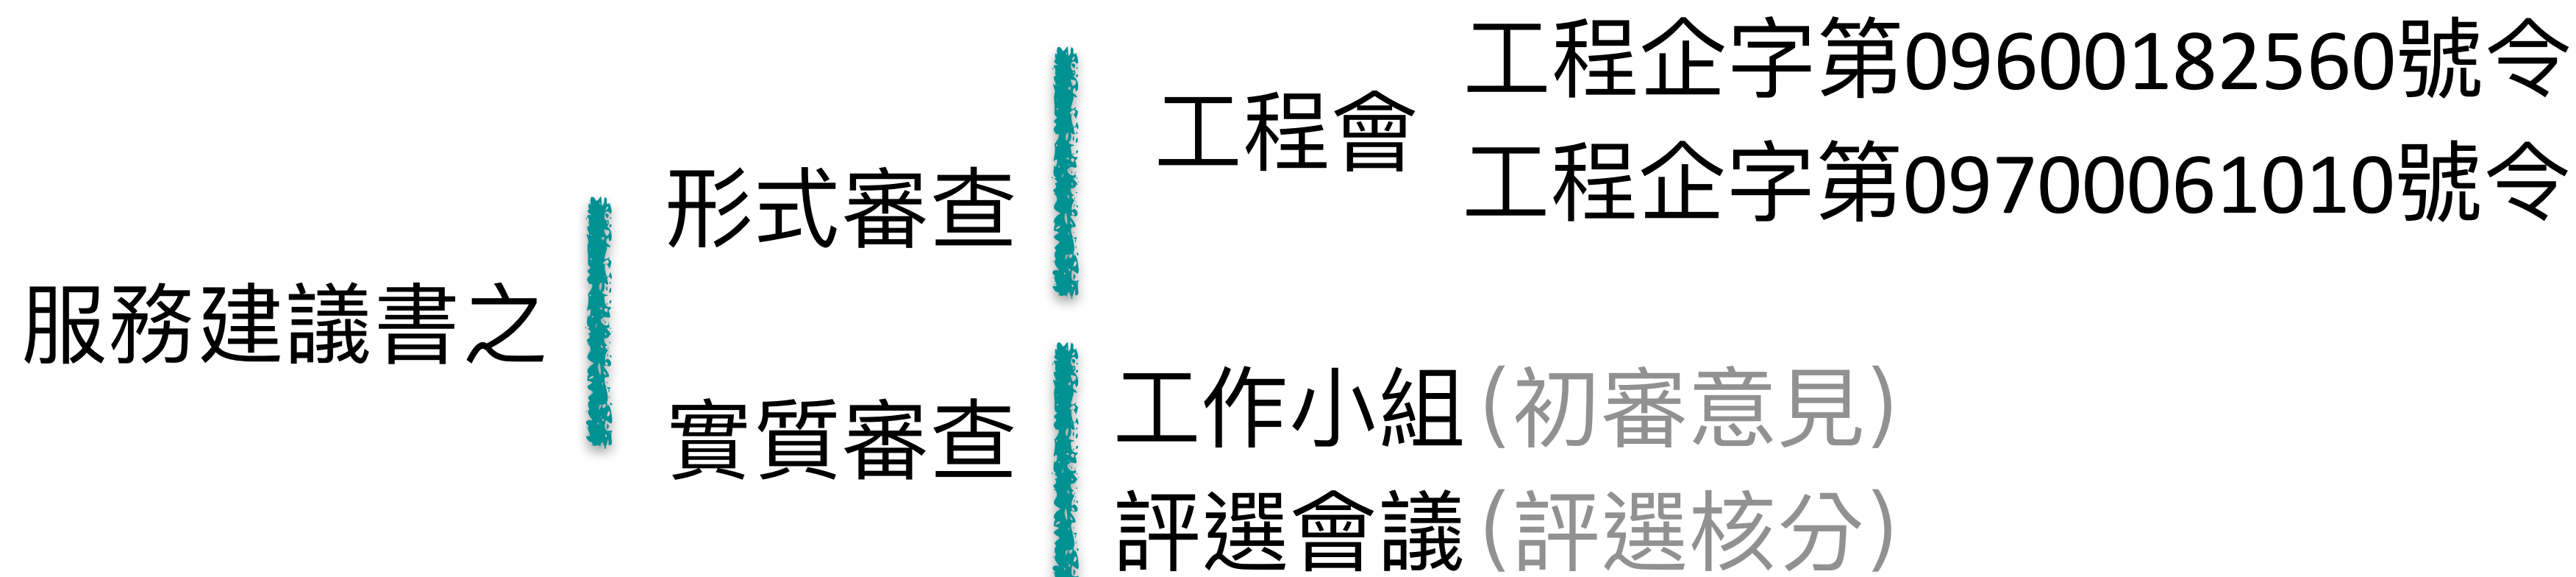 服務建議書之
形式審查
工程會
工程企字第09600182560號令
工程企字第09700061010號令
實質審查
工作小組(初審意見)
評選會議(評選核分)